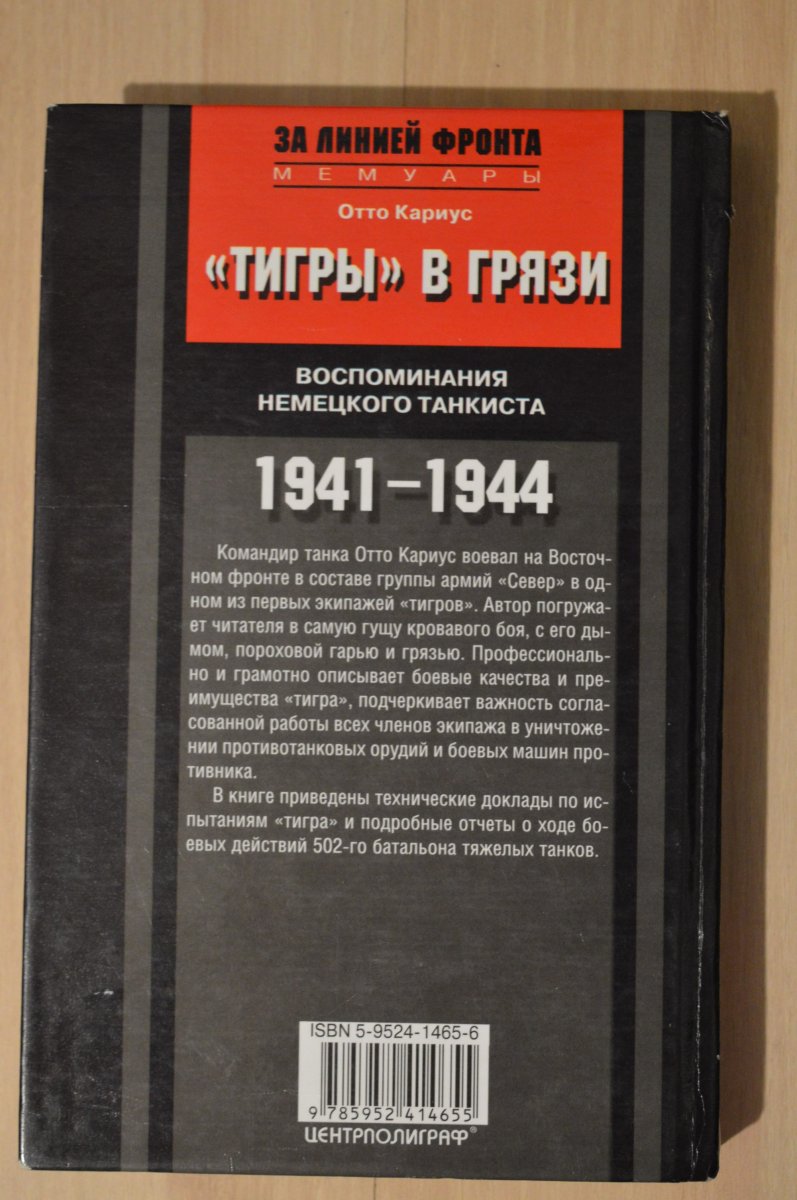 ЗА ЛИНИЕЙ ФРОНТА
МЕМУАРЫ
Отто Кариус
«ТИГРЫ» В ГРЯЗИ
ВОСПОМИНАНИЯ
НЕМЕЦКОГО ТАНКИСТА
1941–1944
Командир танка Отто Кариус воевал на Восточ-
ном фронте в составе группы армий «Север» в од-
ном из первых экипажей «тигров». Автор погружа-
ет читателя в самую гущу кровавого боя, с его ды-
мом, пороховой гарью и грязью. Профессиональ-
но и грамотно описывает боевые качества и пре-
имущества «тигра», подчеркивает важность согла-
сованной работы всех членов экипажа в уничтоже-
нии противотанковых орудий и боевых машин про-
тивника.
В книге приведены технические доклады по ис-
пытаниям «тигра» и подробные отчеты о ходе бо-
евых действий 502-го батальона тяжелых танков.
ISBN 5-9524-1465-6
9 785952 414655
ЦЕНТРПОЛИГРАФ®